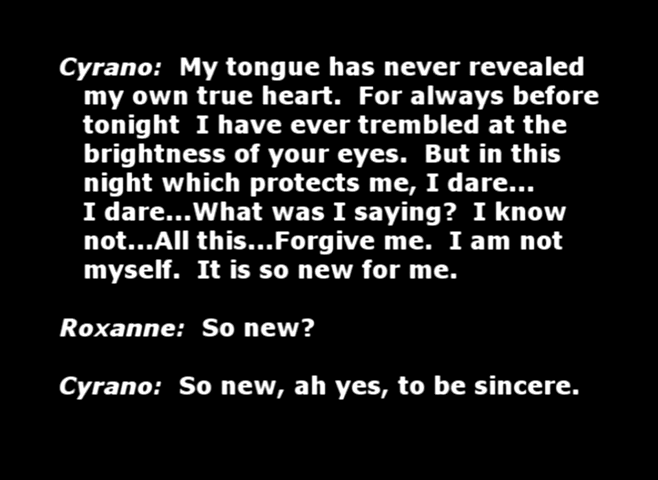 Cyrano: My tongue has never revealed
my own true heart. For always before
tonight I have ever trembled at the
brightness of your eyes. But in this
night which protects me, I dare...
I dare...What was I saying? I know
not...All this...Forgive me. I am not
myself. It is so new for me.
Roxanne: So new?
Cyrano: So new, ah yes, to be sincere.